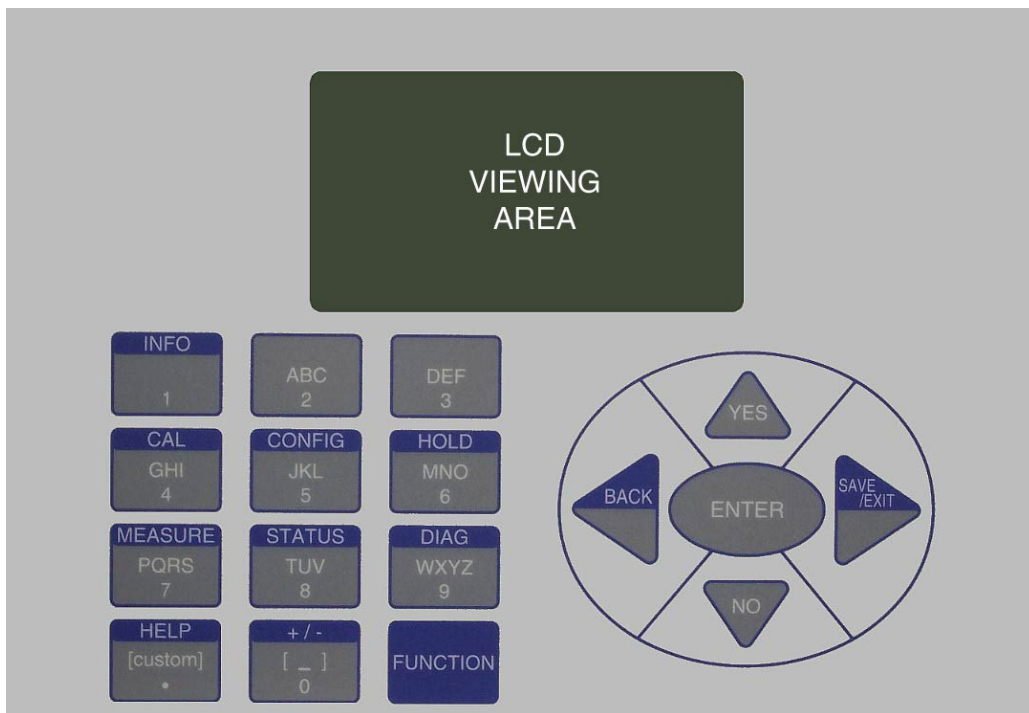 LCD
VIEWING
AREA
INFO
1
ABC
2
DEF
3
CAL
GHI
4
CONFIG
JKL
5
HOLD
MNO
6
MEASURE
PQRS
7
STATUS
TUV
8
DIAG
WXYZ
9
HELP
[custom]
•
+ / -
[ _ ]
0
FUNCTION
YES
BACK
ENTER
SAVE
/EXIT
NO